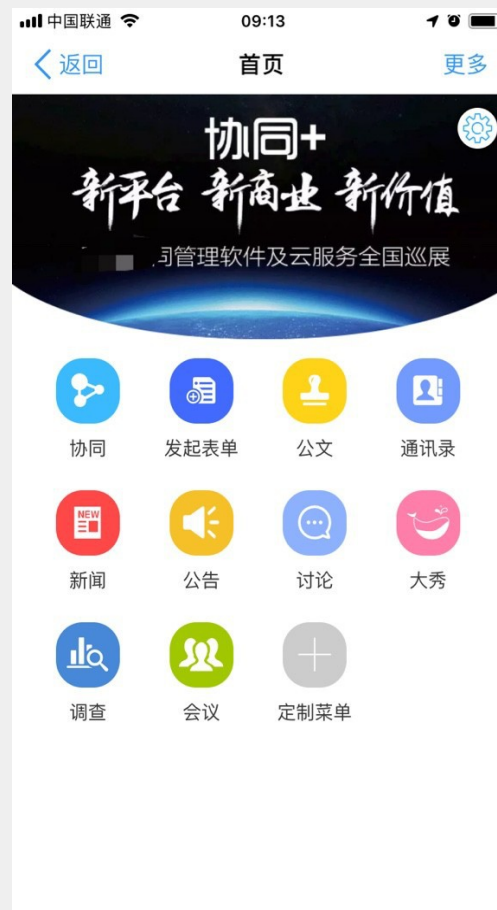 中国联通 09:13
返回 首页 更多
协同+
新平台 新商业 新价值
同管理软件及云服务全国巡展
协同 发起表单 公文 通讯录
NEW
新闻 公告 讨论 大秀
调查 会议 定制菜单